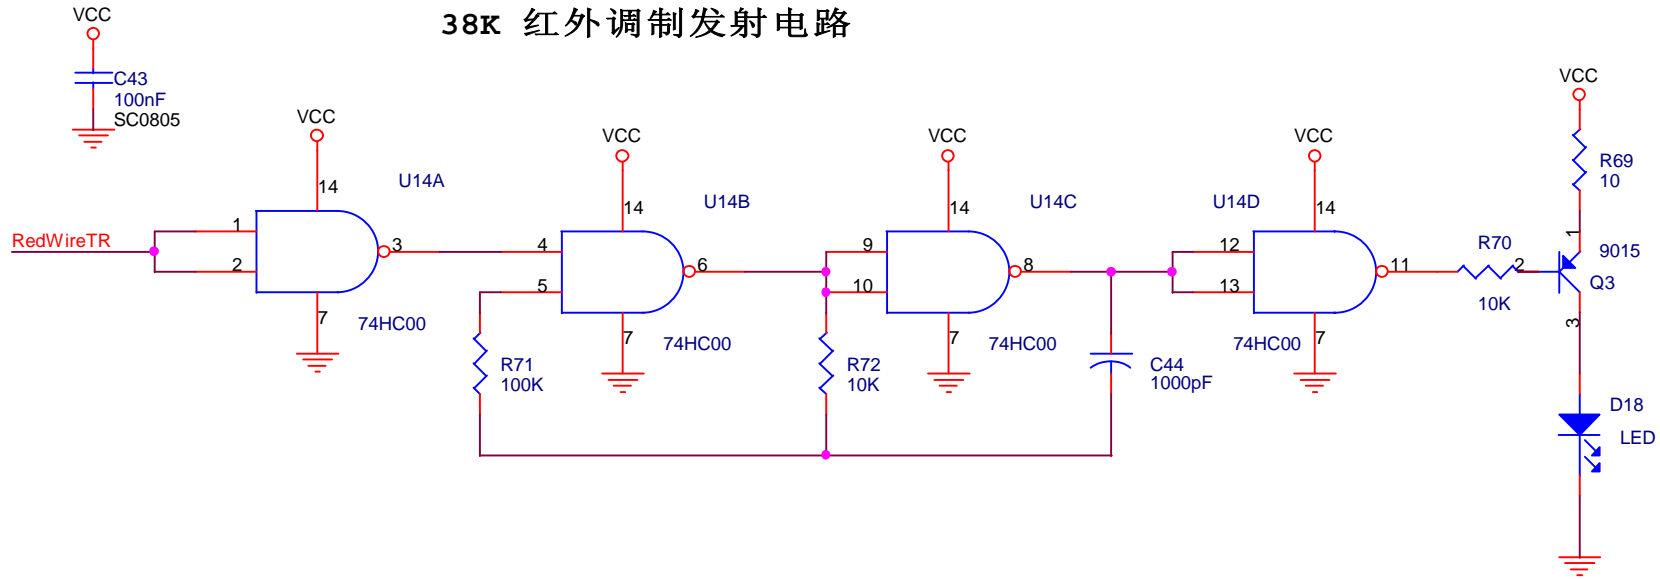 38K 红外调制发射电路
VCC
C43
100nF
SC0805
VCC
14
U14A
1
2
3
RedWireTR
7
74HC00
VCC
14
U14B
4
5
6
7
74HC00
R71
100K
VCC
14
U14C
9
10
8
7
74HC00
R72
10K
C44
1000pF
VCC
14
U14D
12
13
11
7
74HC00
R70
10K
VCC
R69
10
1
2
3
9015
Q3
D18
LED